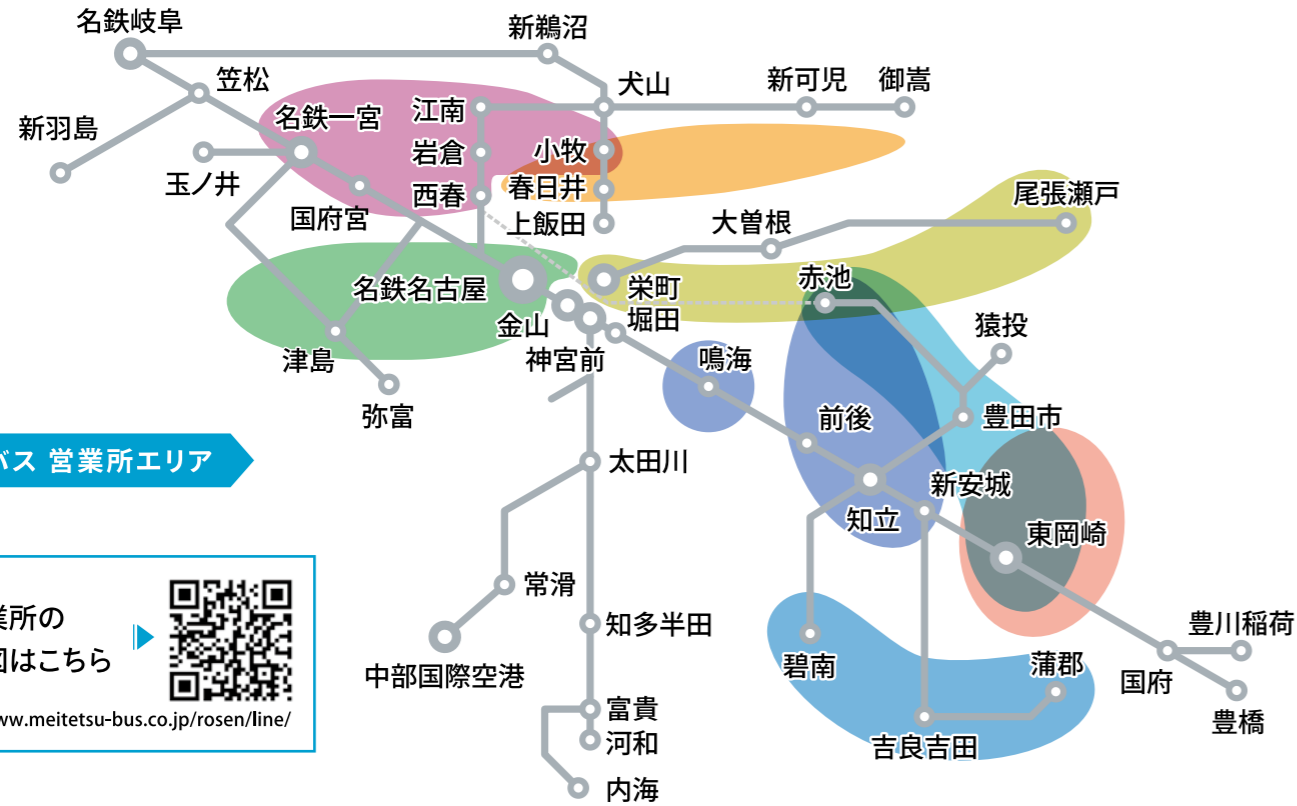 名鉄岐阜
新鵜沼
笠松
犬山
新可児
御嵩
新羽島
名鉄一宮
江南
岩倉
小牧
玉ノ井
西春
春日井
国府宮
上飯田
大曽根
尾張瀬戸
名鉄名古屋
栄町
赤池
金山
堀田
猿投
津島
神宮前
鳴海
弥富
前後
豊田市
バス 営業所エリア
太田川
新安城
知立
東岡崎
常滑
業所の
図はこちら
知多半田
豊川稲荷
中部国際空港
碧南
蒲郡
国府
ww.meitetsu-bus.co.jp/rosen/line/
富貴
豊橋
河和
吉良吉田
内海